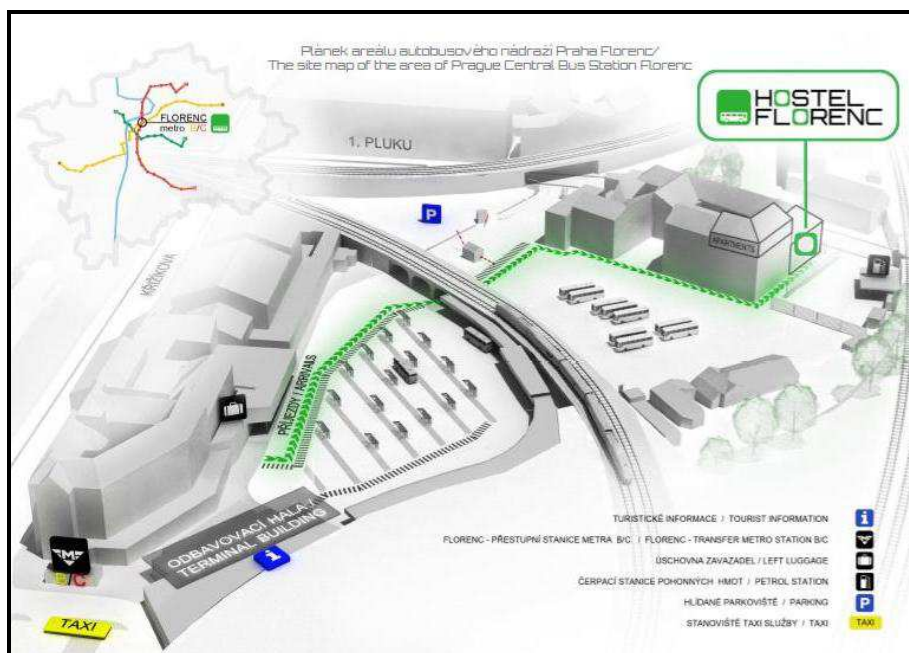 Plánek areálu autobusového nádraží Praha Florenc/
The site map of the area of Prague Central Bus Station Florenc
FLORENC
metro B/C
HOSTEL
FLORENC
1. PLUKU
P
APARTMENTS
KŘIŽÍKOVA
PŘÍJEZDY / ARRIVALS
ODBAVOVACÍ HALA /
TERMINAL BUILDING
i
M
B/C
TAXI
TURISTICKÉ INFORMACE / TOURIST INFORMATION i
FLORENC - PŘESTUPNÍ STANICE METRA B/C / FLORENC - TRANSFER METRO STATION B/C
ÚSCHOVNA ZAVAZADEL / LEFT LUGGAGE
ČERPACÍ STANICE POHONNÝCH HMOT / PETROL STATION
HLÍDANÉ PARKOVIŠTĚ / PARKING P
STANOVIŠTĚ TAXI SLUŽBY / TAXI TAXI